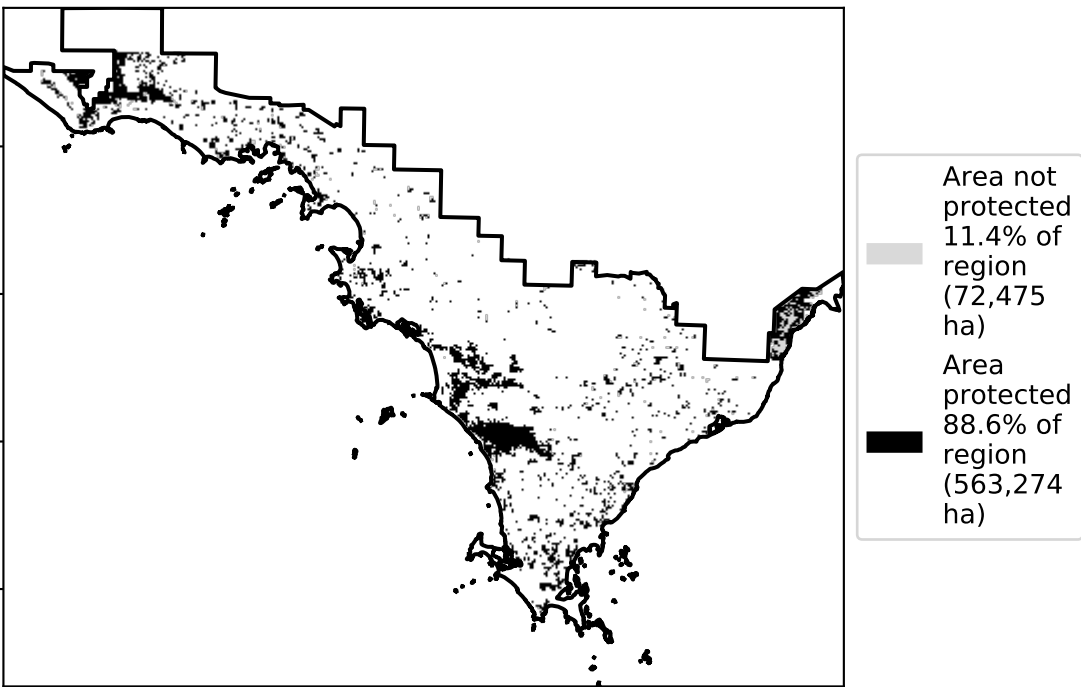 Area not
protected
11.4% of
region
(72,475
ha)
Area
protected
88.6% of
region
(563,274
ha)